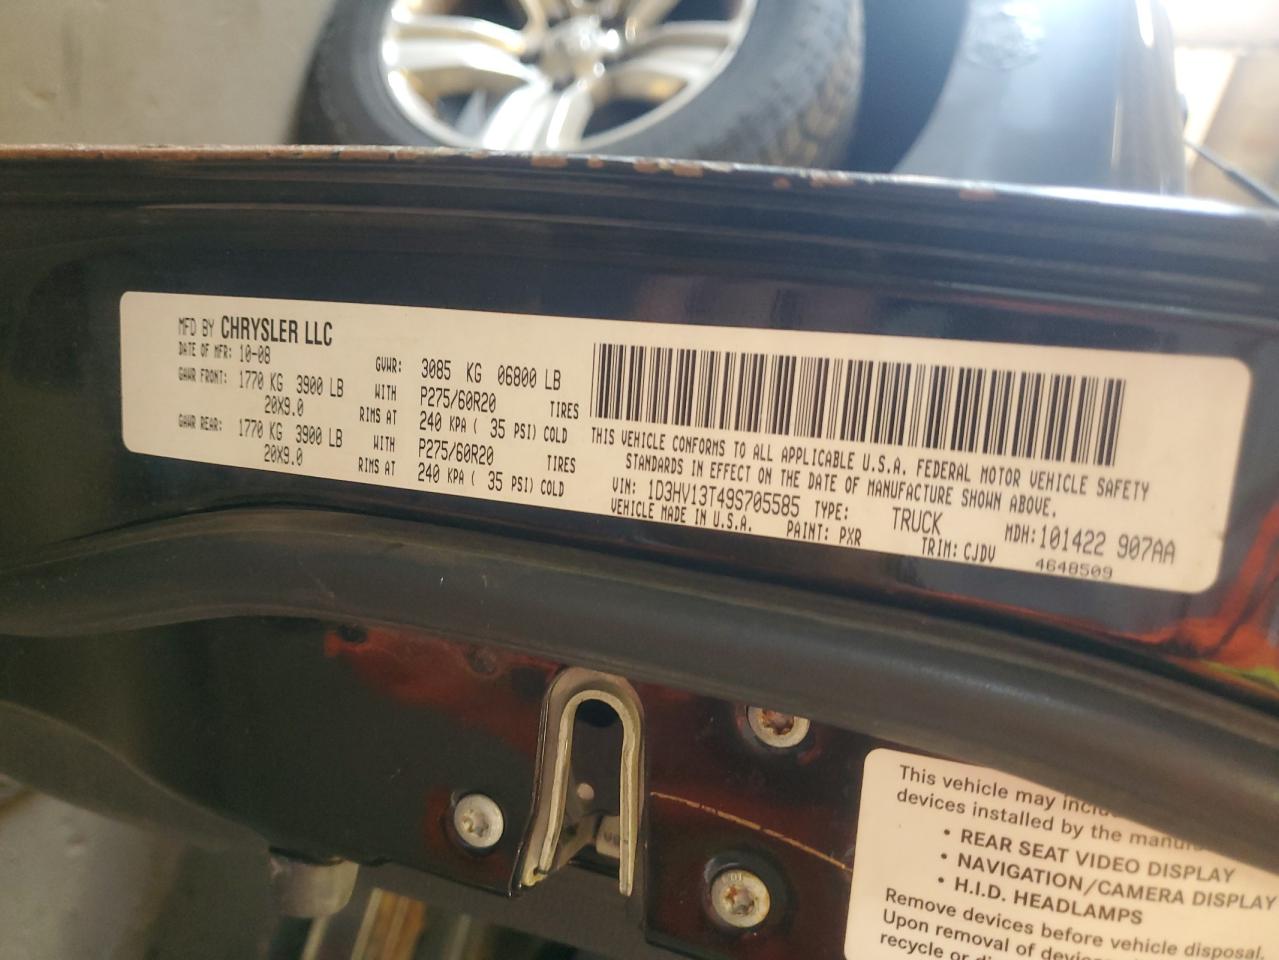 MFD BY CHRYSLER LLC
DATE OF MFR: 10-08
GVWR: 3085 KG 06800 LB
GAWR FRONT: 1770 KG 3900 LB WITH P275/60R20 TIRES
20X9.0 RIMS AT 240 KPA ( 35 PSI) COLD
GAWR REAR: 1770 KG 3900 LB WITH P275/60R20 TIRES
20X9.0 RIMS AT 240 KPA ( 35 PSI) COLD
THIS VEHICLE CONFORMS TO ALL APPLICABLE U.S.A. FEDERAL MOTOR VEHICLE SAFETY
STANDARDS IN EFFECT ON THE DATE OF MANUFACTURE SHOWN ABOVE.
VIN: 1D3HV13T49S705585 TYPE: TRUCK MDH:101422 907AA
VEHICLE MADE IN U.S.A. PAINT: PXR TRIM: CJDV 4648509
This vehicle may
devices installed by the
• REAR SEAT VIDEO DISPLAY
• NAVIGATION/CAMERA DISPLAY
• H.I.D. HEADLAMPS
Remove devices before vehicle disposal.
Upon removal of
recycle or